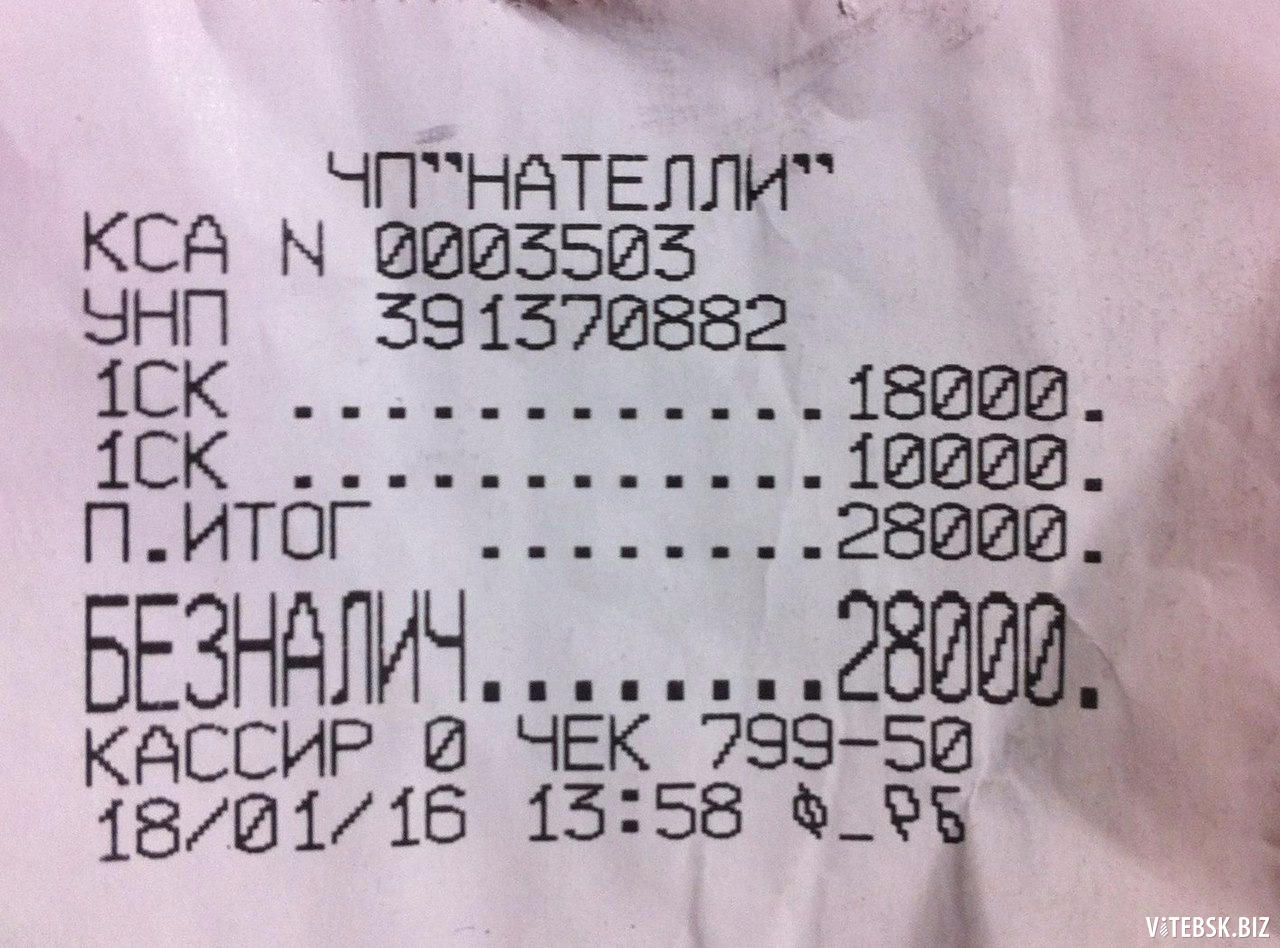 ЧП"НАТЕЛЛИ"
КСА N 0003503
УНП 391370882
1СК ............18000.
1СК ............10000.
П.ИТОГ ........28000.
БЕЗНАЛИЧ........28000.
КАССИР 0 ЧЕК 799-50
18/01/16 13:58 Ф_РБ
ViTEBSK.BIZ